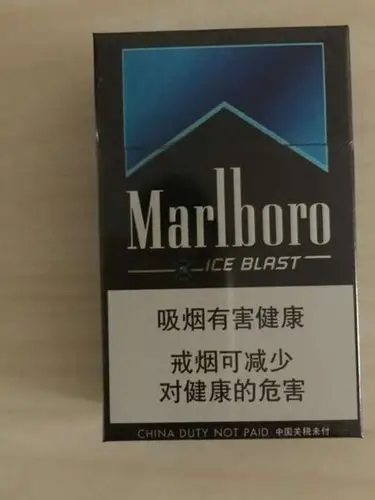 Marlboro
ICE BLAST
吸烟有害健康
戒烟可减少
对健康的危害
CHINA DUTY NOT PAID 中国关税未付